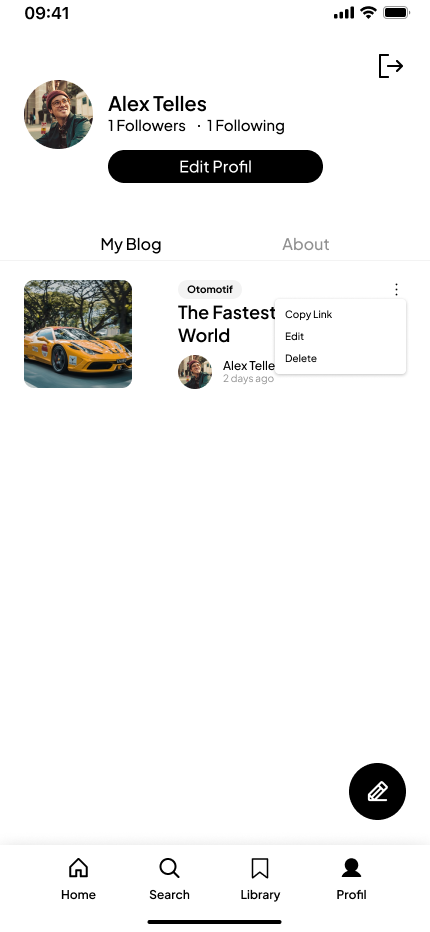 09:41
Alex Telles
1 Followers · 1 Following
Edit Profil
My Blog
About
Otomotif
The Fastest
World
Copy Link
Edit
Delete
Alex Telle
2 days ago
Home
Search
Library
Profil